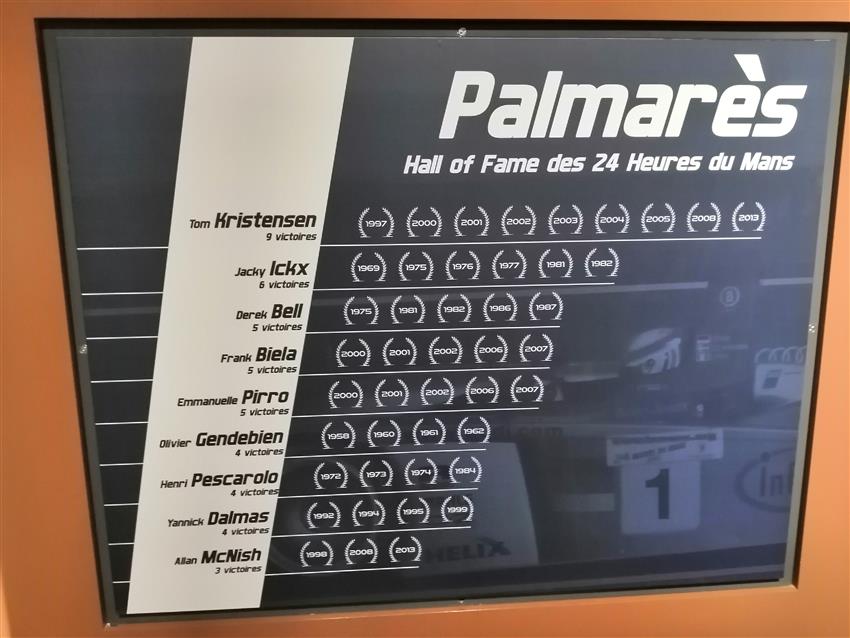 Palmarès
Hall of Fame des 24 Heures du Mans
Tom Kristensen 1997 2000 2001 2002 2003 2004 2005 2008 2013
9 victoires
Jacky Ickx 1969 1975 1976 1977 1981 1982
6 victoires
Derek Bell 1975 1981 1982 1986 1987
5 victoires
Frank Biela 2000 2001 2002 2006 2007
5 victoires
Emmanuelle Pirro 2000 2001 2002 2006 2007
5 victoires
Olivier Gendebien 1958 1960 1961 1962
4 victoires
Henri Pescarolo 1972 1973 1974 1984
4 victoires
Yannick Dalmas 1992 1994 1995 1999
4 victoires
Allan McNish 1998 2008 2013
3 victoires
8
.com
1
HELIX